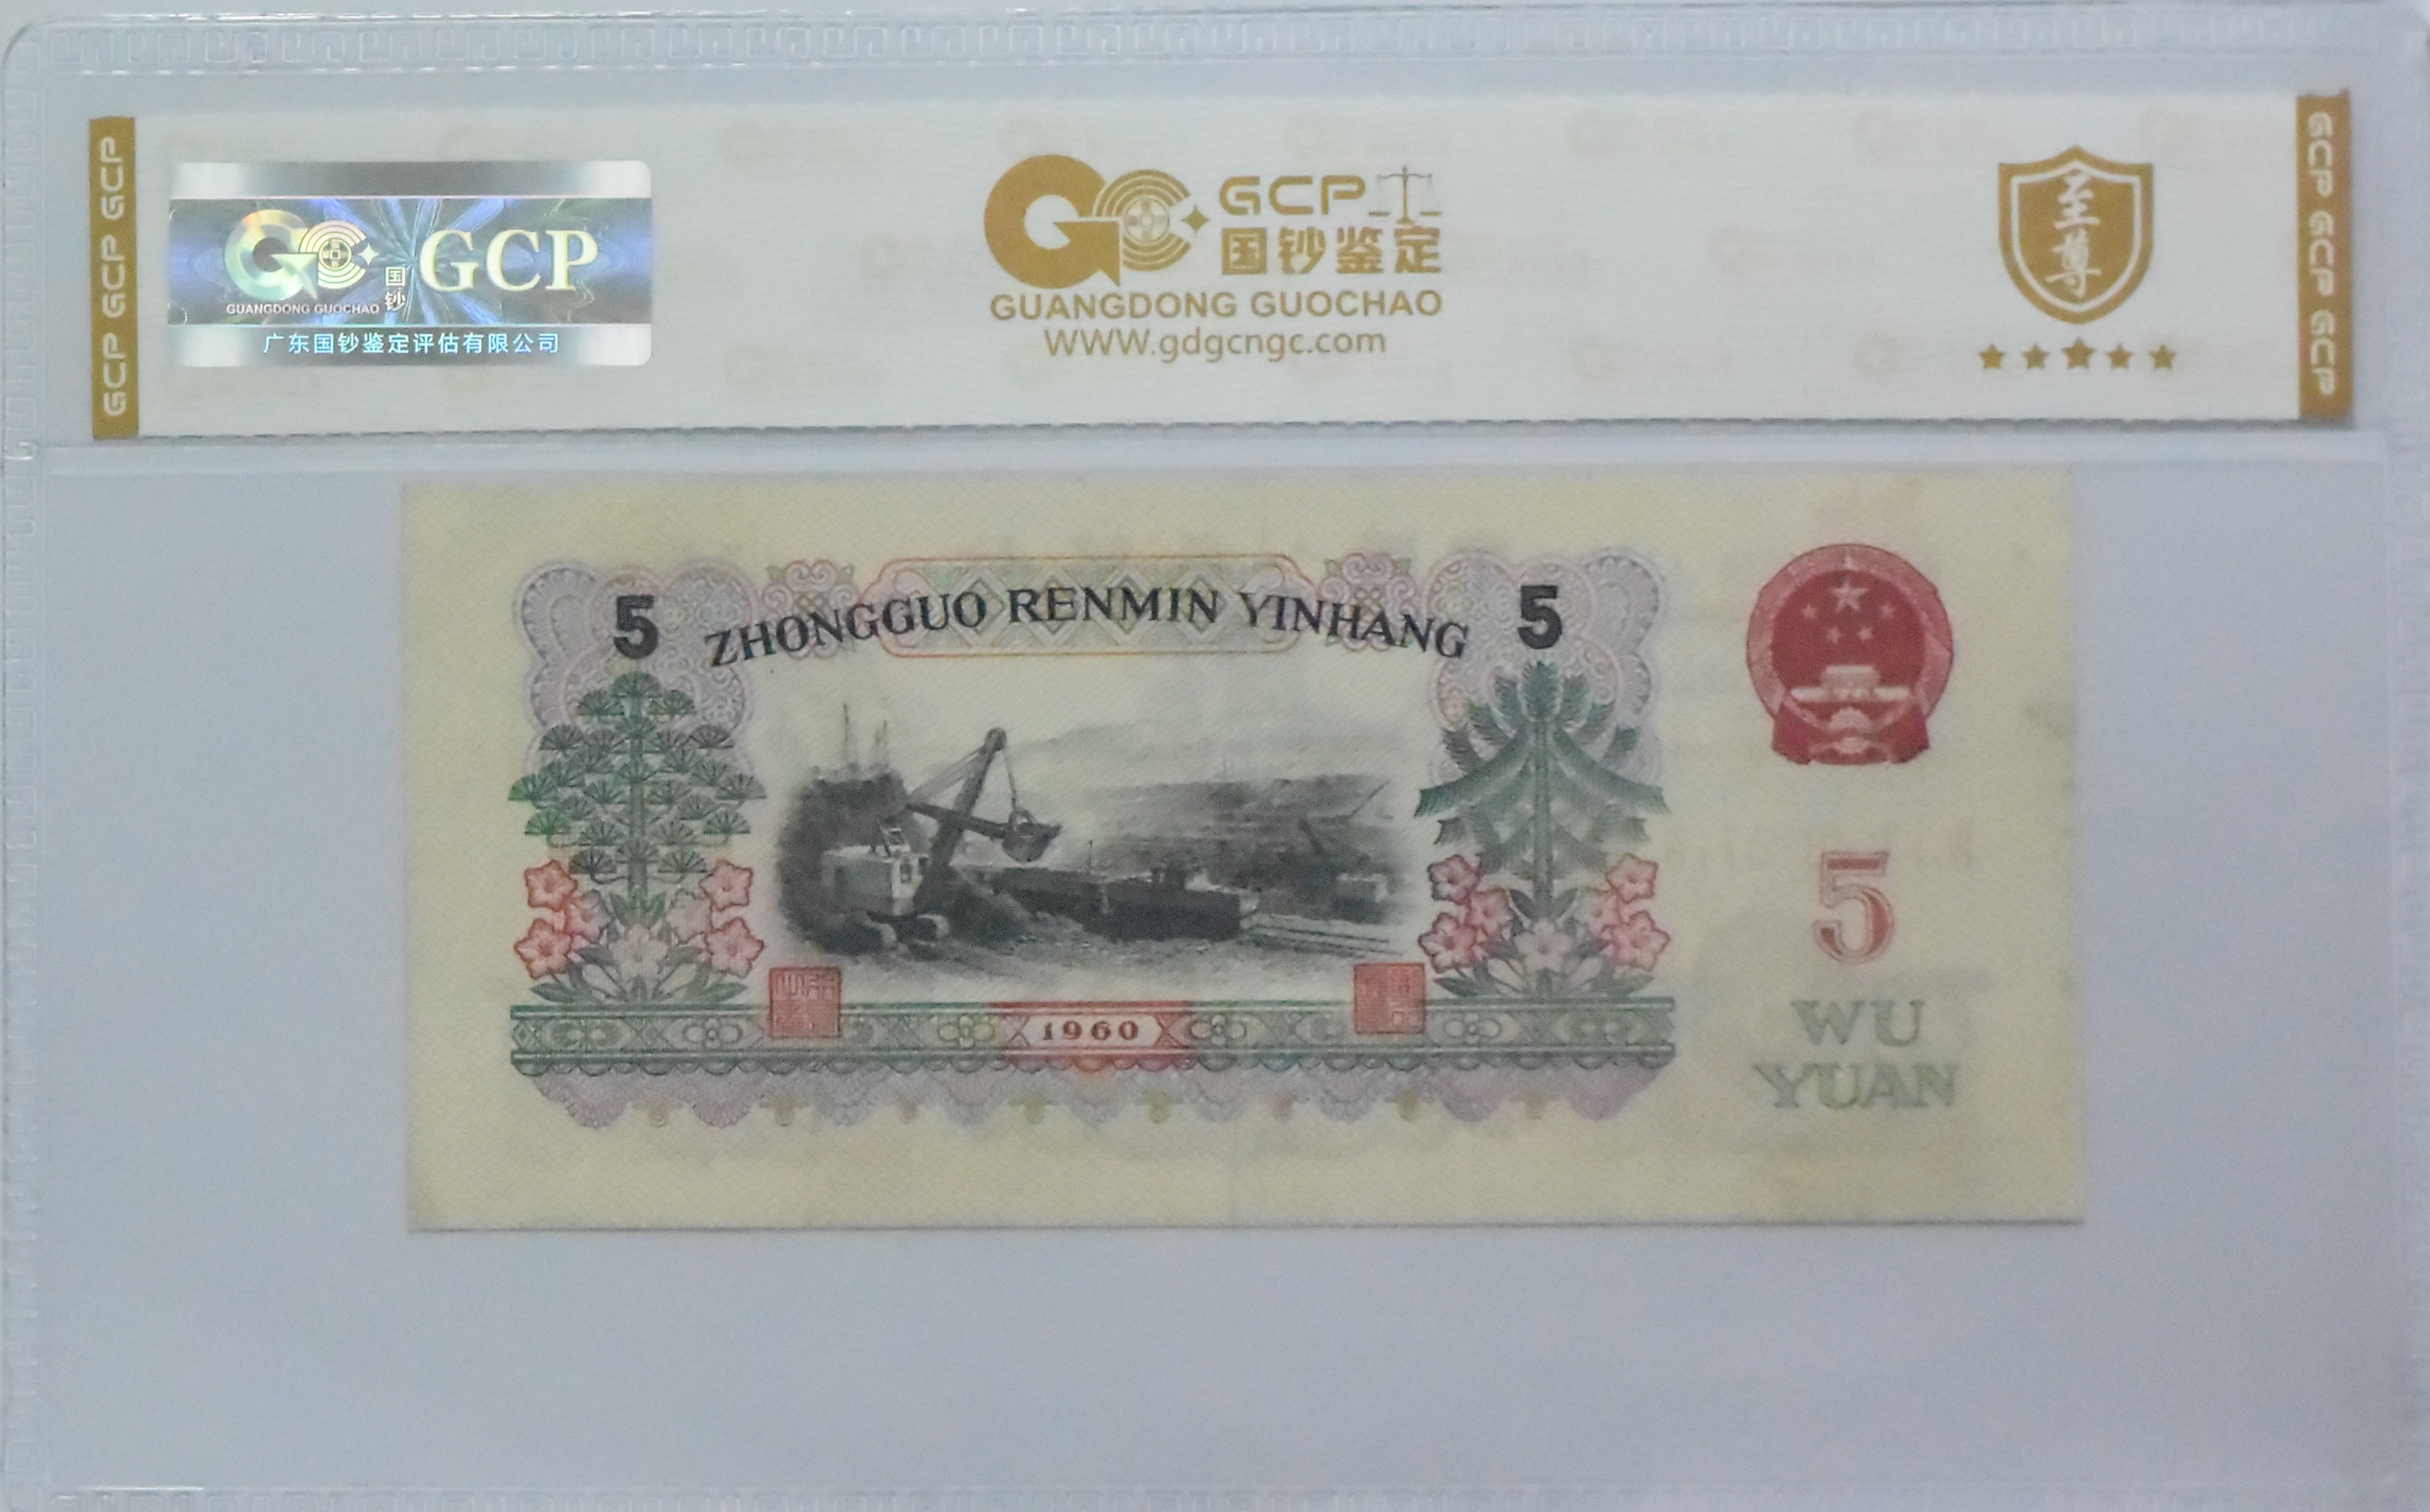 GCP GCP GCP
国钞
GCP
GUANGDONG GUOCHAO
广东国钞鉴定评估有限公司
GCP
国钞鉴定
GUANGDONG GUOCHAO
WWW.gdgcngc.com
至尊
GCP GCP GCP
5 ZHONGGUO RENMIN YINHANG 5
5
WU
YUAN
1960